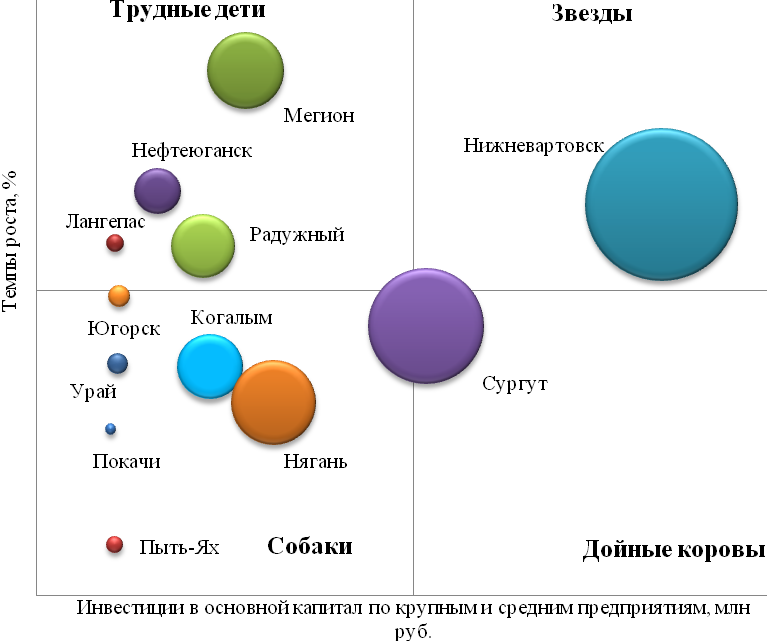 Трудные дети
Звезды
Мегион
Нефтеюганск
Нижневартовск
Лангепас
Радужный
Темпы роста, %
Когалым
Югорск
Урай
Сургут
Покачи
Нягань
Пыть-Ях
Собаки
Дойные коровы
Инвестиции в основной капитал по крупным и средним предприятиям, млн
руб.